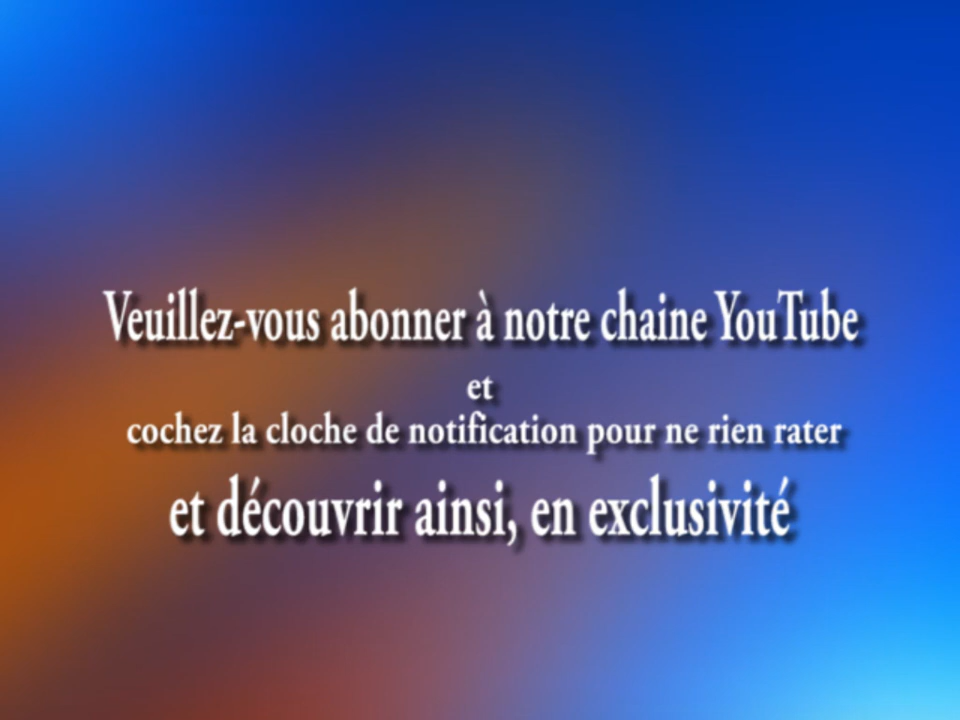 Veuillez-vous abonner à notre chaine YouTube
et
cochez la cloche de notification pour ne rien rater
et découvrir ainsi, en exclusivité